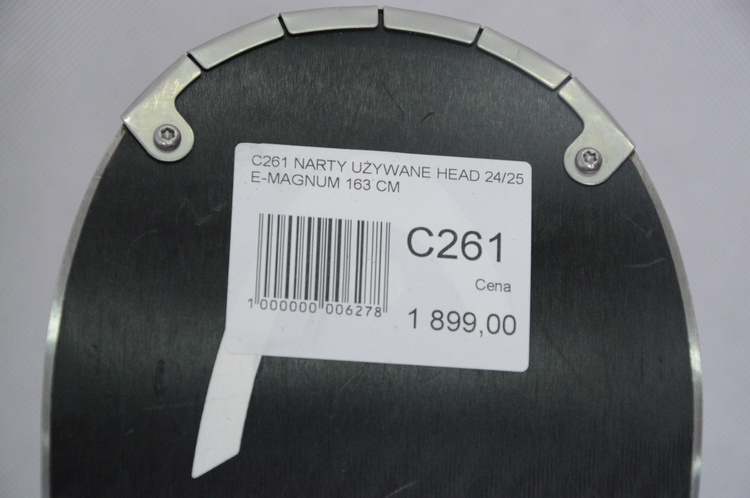 C261 NARTY UŻYWANE HEAD 24/25
E-MAGNUM 163 CM
C261
Cena
1 000000 006278
1 899,00